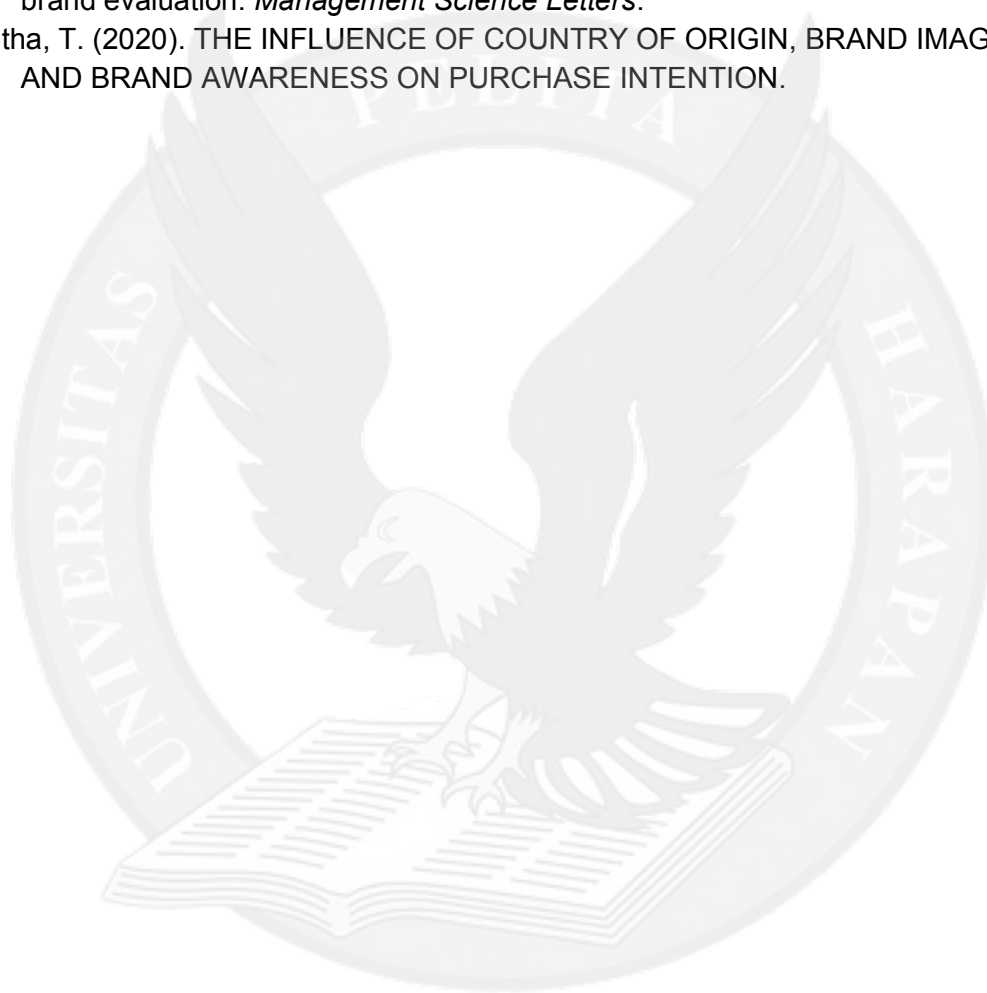 brand evaluation. Management Science Letters.
tha, T. (2020). THE INFLUENCE OF COUNTRY OF ORIGIN, BRAND IMAG
AND BRAND AWARENESS ON PURCHASE INTENTION.
UNIVERSITAS PELITA HARAPAN